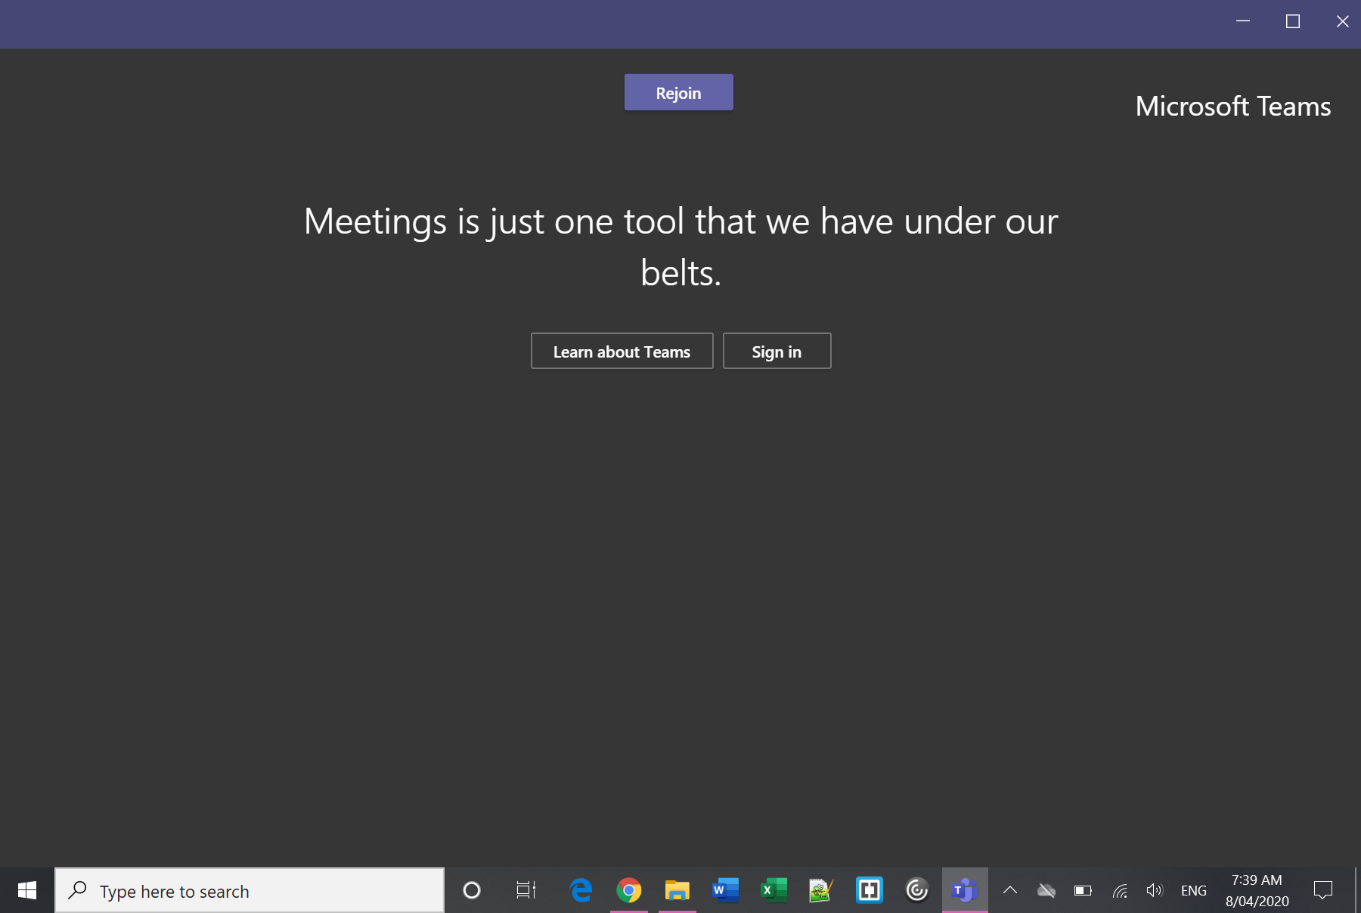 Rejoin
Microsoft Teams
Meetings is just one tool that we have under our
belts.
Learn about Teams
Sign in
Type here to search
ENG
7:39 AM
8/04/2020